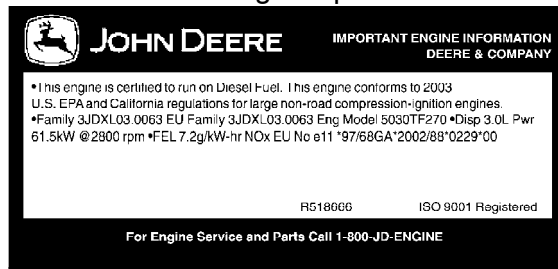 JOHN DEERE
IMPORTANT ENGINE INFORMATION
DEERE & COMPANY
•This engine is certified to run on Diesel Fuel. This engine conforms to 2003
U.S. EPA and California regulations for large non-road compression-ignition engines.
•Family 3JDXL03.0063 EU Family 3JDXL03.0063 Eng Model 5030TF270 •Disp 3.0L Pwr
61.5kW @2800 rpm •FEL 7.2g/kW-hr NOx EU No e11 *97/68GA*2002/88*0229*00
R518666 ISO 9001 Registered
For Engine Service and Parts Call 1-800-JD-ENGINE